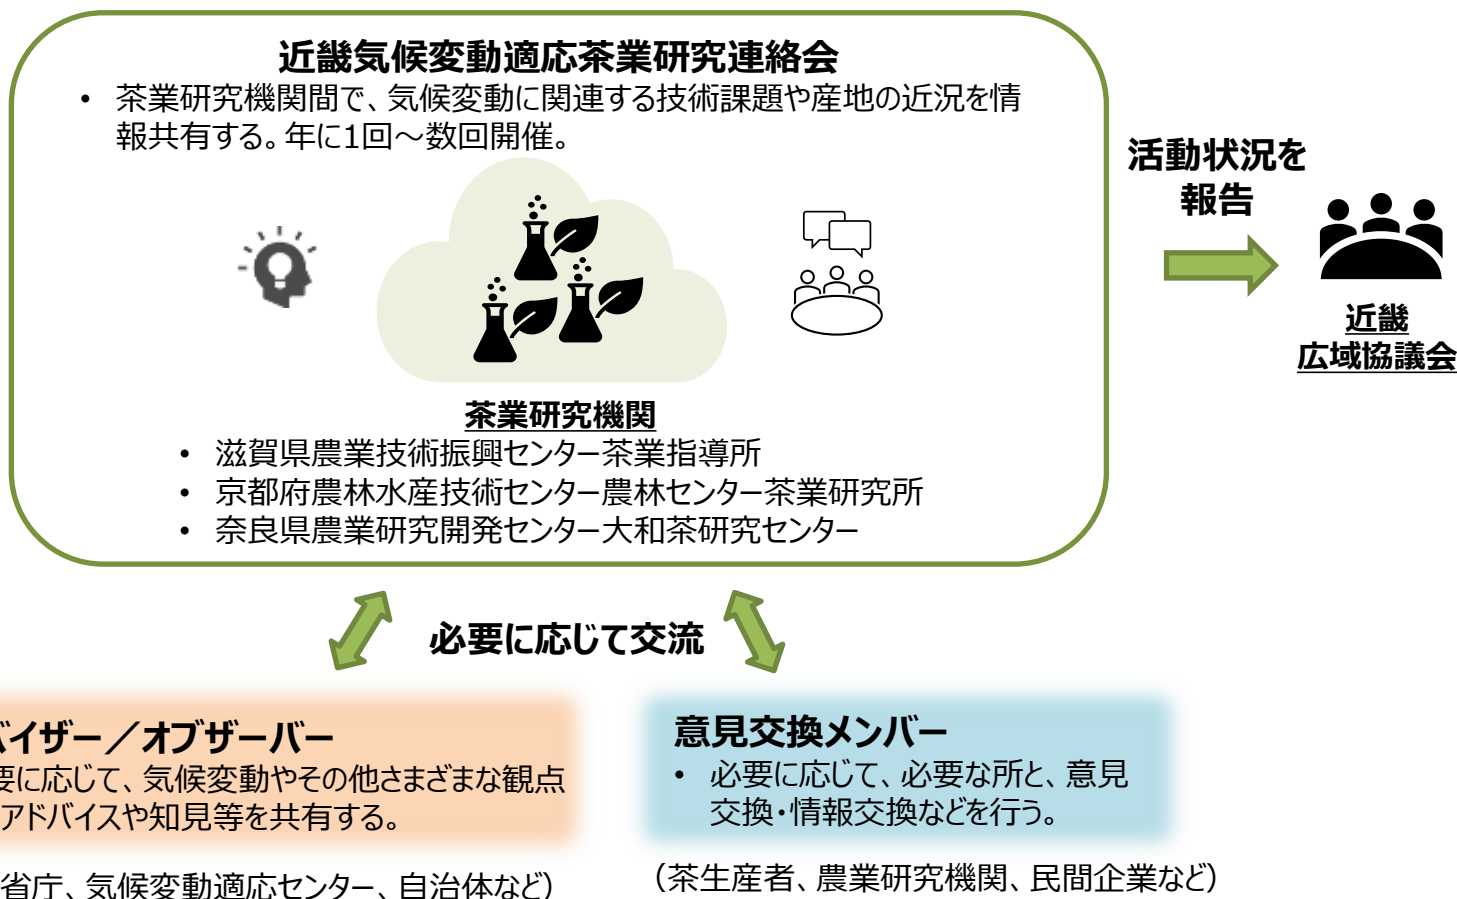 近畿気候変動適応茶業研究連絡会
• 茶業研究機関間で、気候変動に関連する技術課題や産地の近況を情
報共有する。年に1回～数回開催。
活動状況を
報告
近畿
広域協議会
茶業研究機関
• 滋賀県農業技術振興センター茶業指導所
• 京都府農林水産技術センター農林センター茶業研究所
• 奈良県農業研究開発センター大和茶研究センター
必要に応じて交流
バイザー／オブザーバー
要に応じて、気候変動やその他さまざまな観点
アドバイスや知見等を共有する。
省庁、気候変動適応センター、自治体など）
意見交換メンバー
• 必要に応じて、必要な所と、意見
交換・情報交換などを行う。
（茶生産者、農業研究機関、民間企業など）